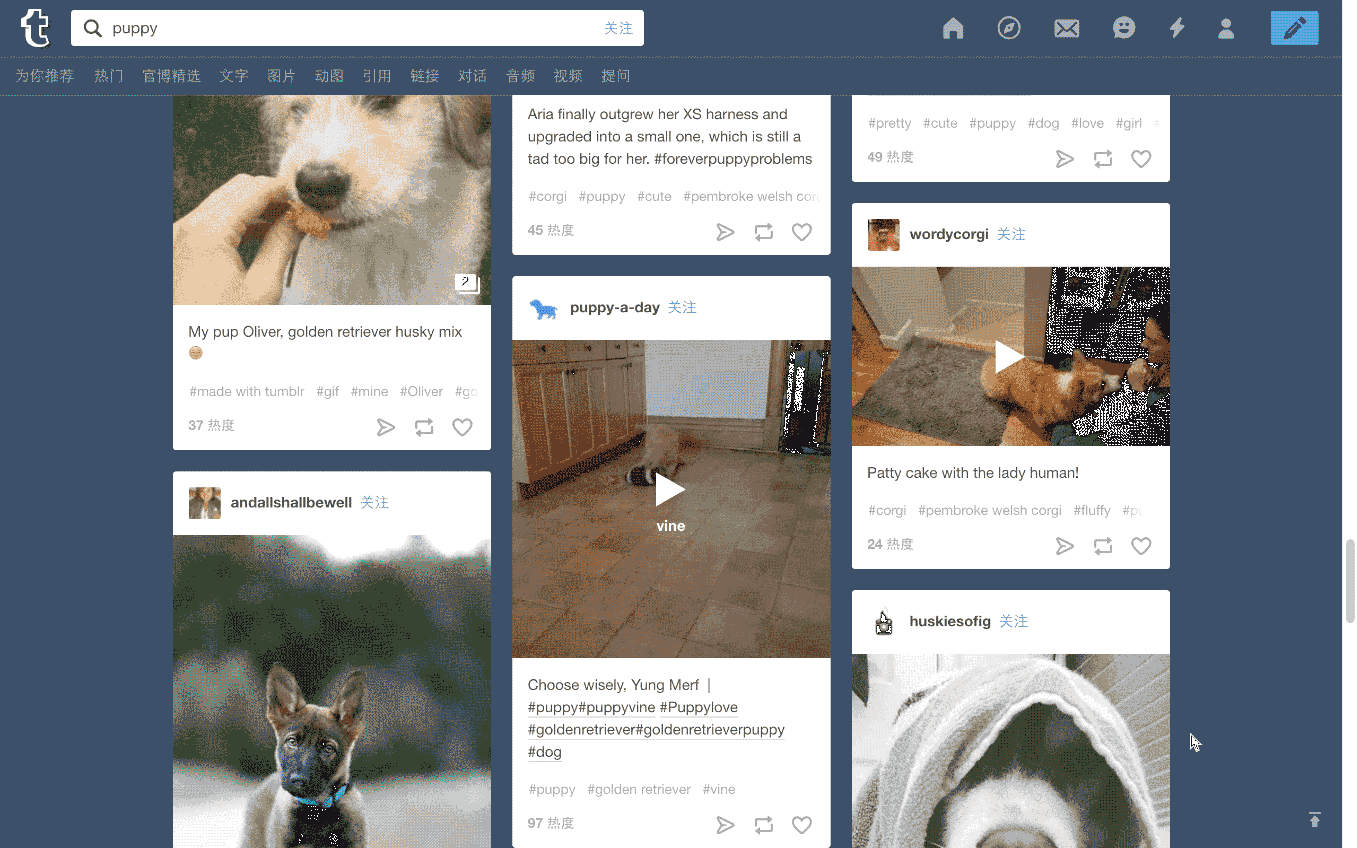 t
puppy 关注
为你推荐 热门 官博精选 文字 图片 动图 引用 链接 对话 音频 视频 提问
2
My pup Oliver, golden retriever husky mix
😊
#made with tumblr #gif #mine #Oliver #go
37 热度
andallshallbewell 关注
Aria finally outgrew her XS harness and
upgraded into a small one, which is still a
tad too big for her. #foreverpuppyproblems
#corgi #puppy #cute #pembroke welsh corg
45 热度
puppy-a-day 关注
vine
Choose wisely, Yung Merf |
#puppy#puppyvine #Puppylove
#goldenretriever#goldenretrieverpuppy
#dog
#puppy #golden retriever #vine
97 热度
#pretty #cute #puppy #dog #love #girl #
49 热度
wordycorgi 关注
Patty cake with the lady human!
#corgi #pembroke welsh corgi #fluffy #pu
24 热度
huskiesofig 关注